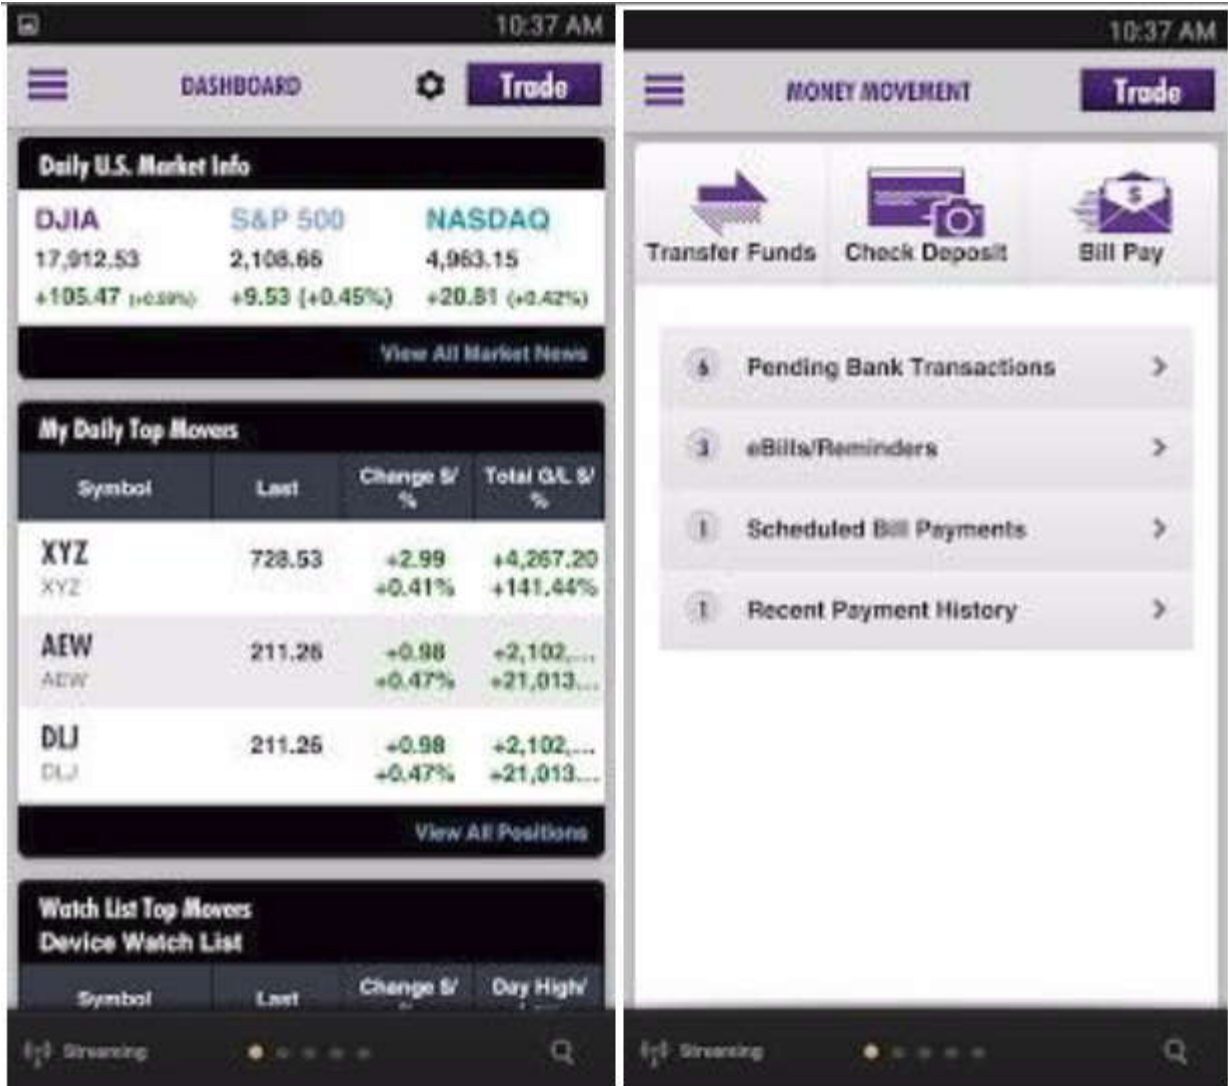 10:37 AM
DASHBOARD
Trade
Daily U.S. Market Info
DJIA S&P 500 NASDAQ
17,912.53 2,108.66 4,963.15
+105.47 (+0.59%) +9.53 (+0.45%) +20.81 (+0.42%)
View All Market News
My Daily Top Movers
Symbol Last Change $/ % Total G/L $/ %
XYZ 728.53 +2.99 +4,267.20
XYZ +0.41% +141.44%
AEW 211.26 +0.98 +2,102,...
AEW +0.47% +21,013...
DLJ 211.26 +0.98 +2,102,...
DLJ +0.47% +21,013...
View All Positions
Watch List Top Movers
Device Watch List
Symbol Last Change $/ Day High/
Streaming
10:37 AM
MONEY MOVEMENT
Trade
Transfer Funds Check Deposit Bill Pay
6 Pending Bank Transactions
3 eBills/Reminders
1 Scheduled Bill Payments
1 Recent Payment History
Streaming